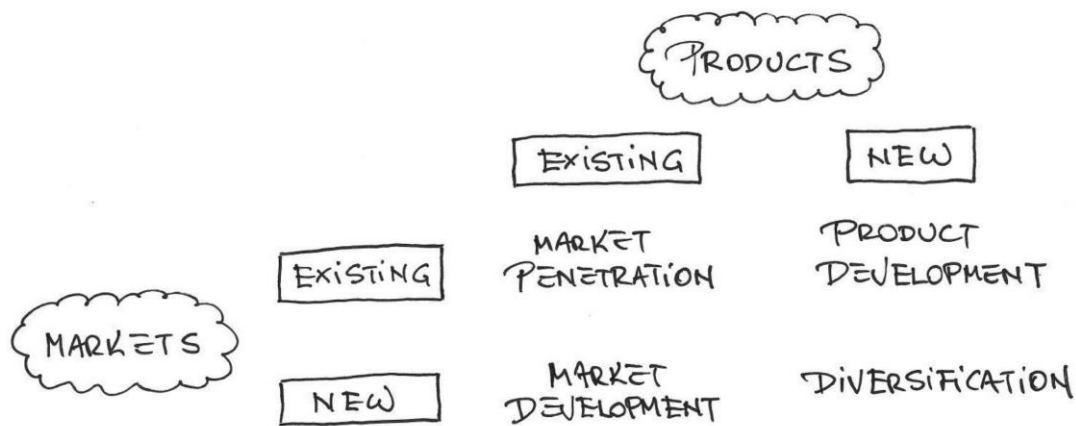 PRODUCTS
EXISTING
NEW
MARKET
PENETRATION
PRODUCT
DEVELOPMENT
EXISTING
MARKETS
NEW
MARKET
DEVELOPMENT
DIVERSIFICATION